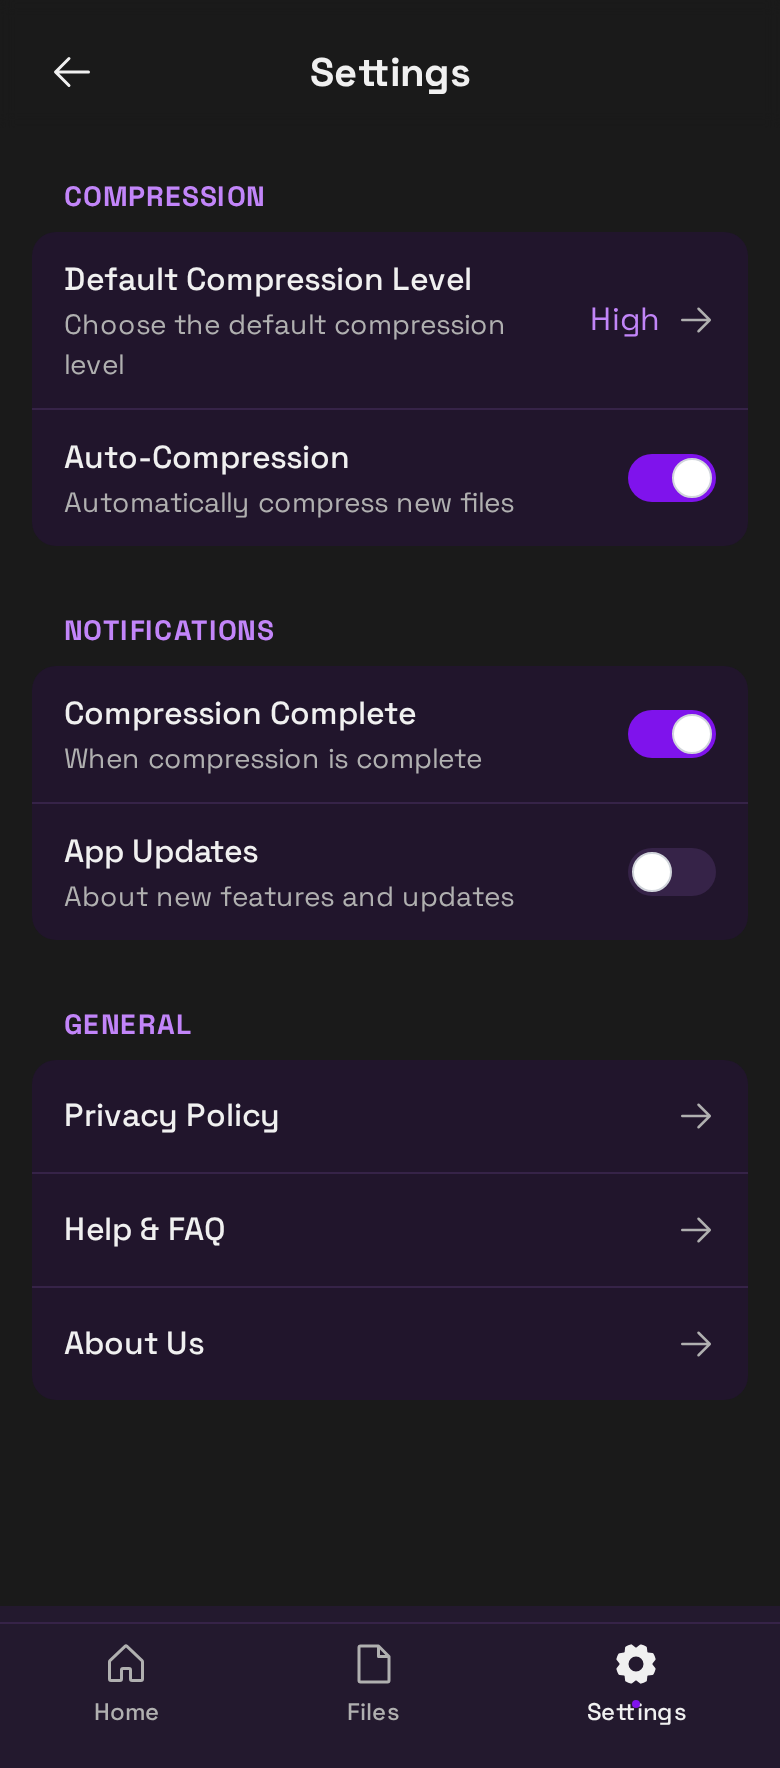 Settings
COMPRESSION
Default Compression Level
Choose the default compression
level
High
Auto-Compression
Automatically compress new files
NOTIFICATIONS
Compression Complete
When compression is complete
App Updates
About new features and updates
GENERAL
Privacy Policy
Help & FAQ
About Us
Home
Files
Settings